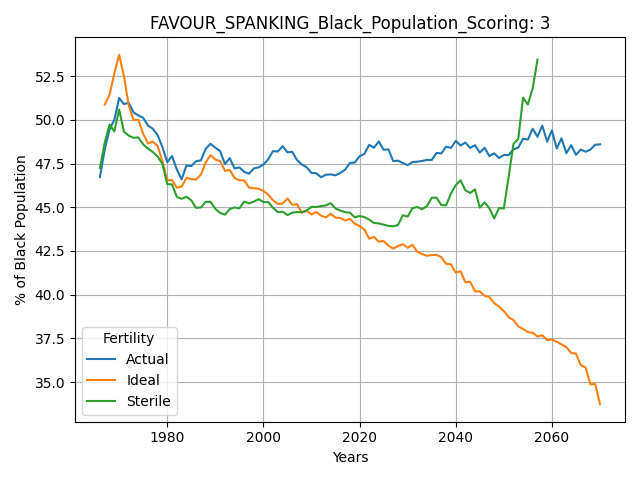 FAVOUR_SPANKING_Black_Population_Scoring: 3
% of Black Population
52.5
50.0
47.5
45.0
42.5
40.0
37.5
35.0
Fertility
Actual
Ideal
Sterile
1980
2000
2020
2040
2060
Years